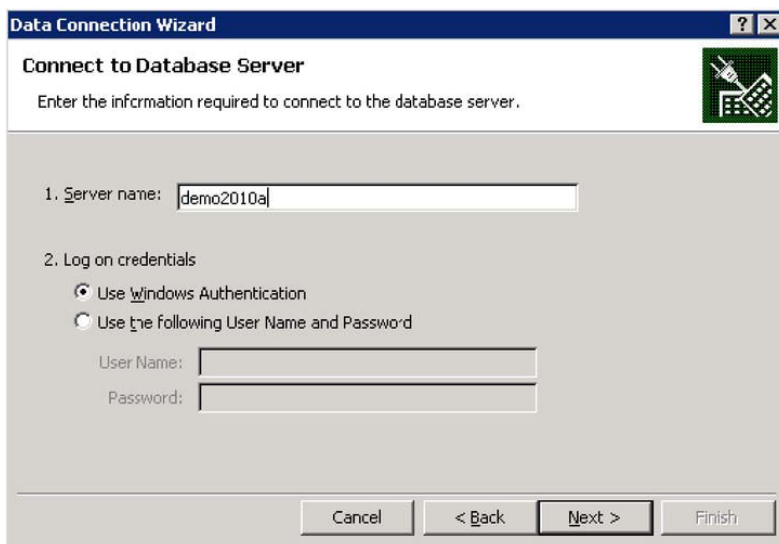 Data Connection Wizard
Connect to Database Server
Enter the information required to connect to the database server.
1. Server name: demo2010a
2. Log on credentials
Use Windows Authentication
Use the following User Name and Password
User Name:
Password:
Cancel < Back Next > Finish